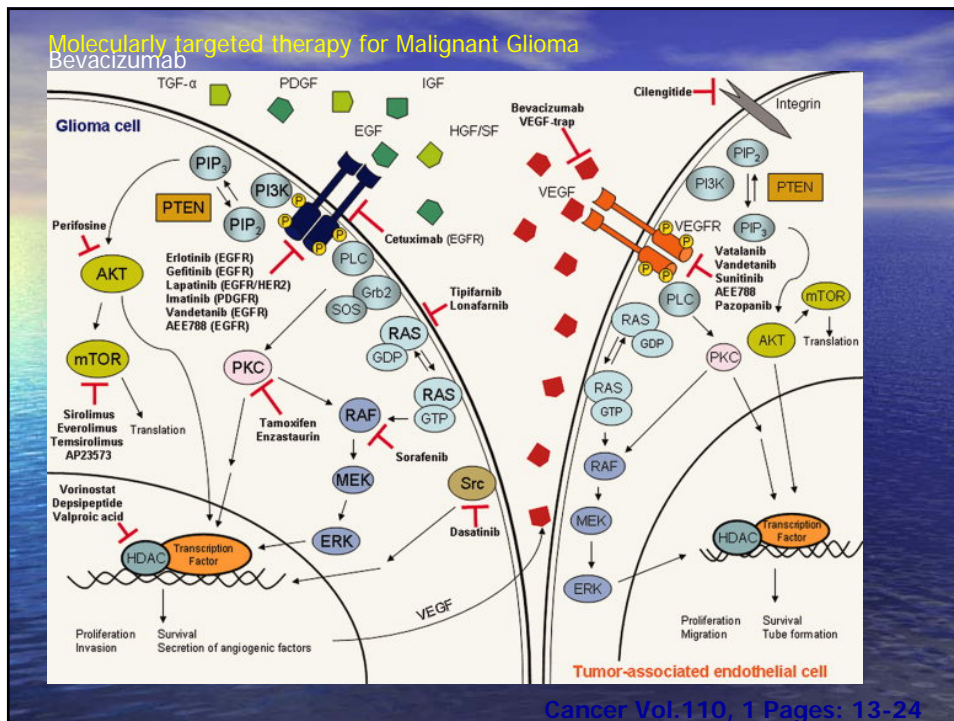 Molecularly targeted therapy for Malignant Glioma
Bevacizumab
TGF-α
PDGF
IGF
EGF
HGF/SF
Glioma cell
PIP3
PI3K
PTEN
PIP2
P
P
P
P
Perifosine
AKT
Cetuximab (EGFR)
Erlotinib (EGFR)
Gefitinib (EGFR)
Lapatinib (EGFR/HER2)
Imatinib (PDGFR)
Vandetanib (EGFR)
AEE788 (EGFR)
PLC
Grb2
SOS
Tipifarnib
Lonafarnib
RAS
GDP
mTOR
PKC
RAS
GTP
RAF
Sirolimus
Everolimus
Temsirolimus
AP23573
Translation
Tamoxifen
Enzastaurin
Sorafenib
MEK
Src
Vorinostat
Depsipeptide
Valproic acid
Dasatinib
ERK
HDAC
Transcription
Factor
VEGF
Proliferation
Invasion
Survival
Secretion of angiogenic factors
Bevacizumab
VEGF-trap
Cilengitide
Integrin
VEGF
PIP2
PI3K
PTEN
PIP3
VEGFR
P
P
P
P
Vatalanib
Vandetanib
Sunitinib
AEE788
Pazopanib
PLC
mTOR
Translation
AKT
RAS
GDP
PKC
RAS
GTP
RAF
MEK
ERK
HDAC
Transcription
Factor
Proliferation
Migration
Survival
Tube formation
Tumor-associated endothelial cell
Cancer Vol.110, 1 Pages: 13-24